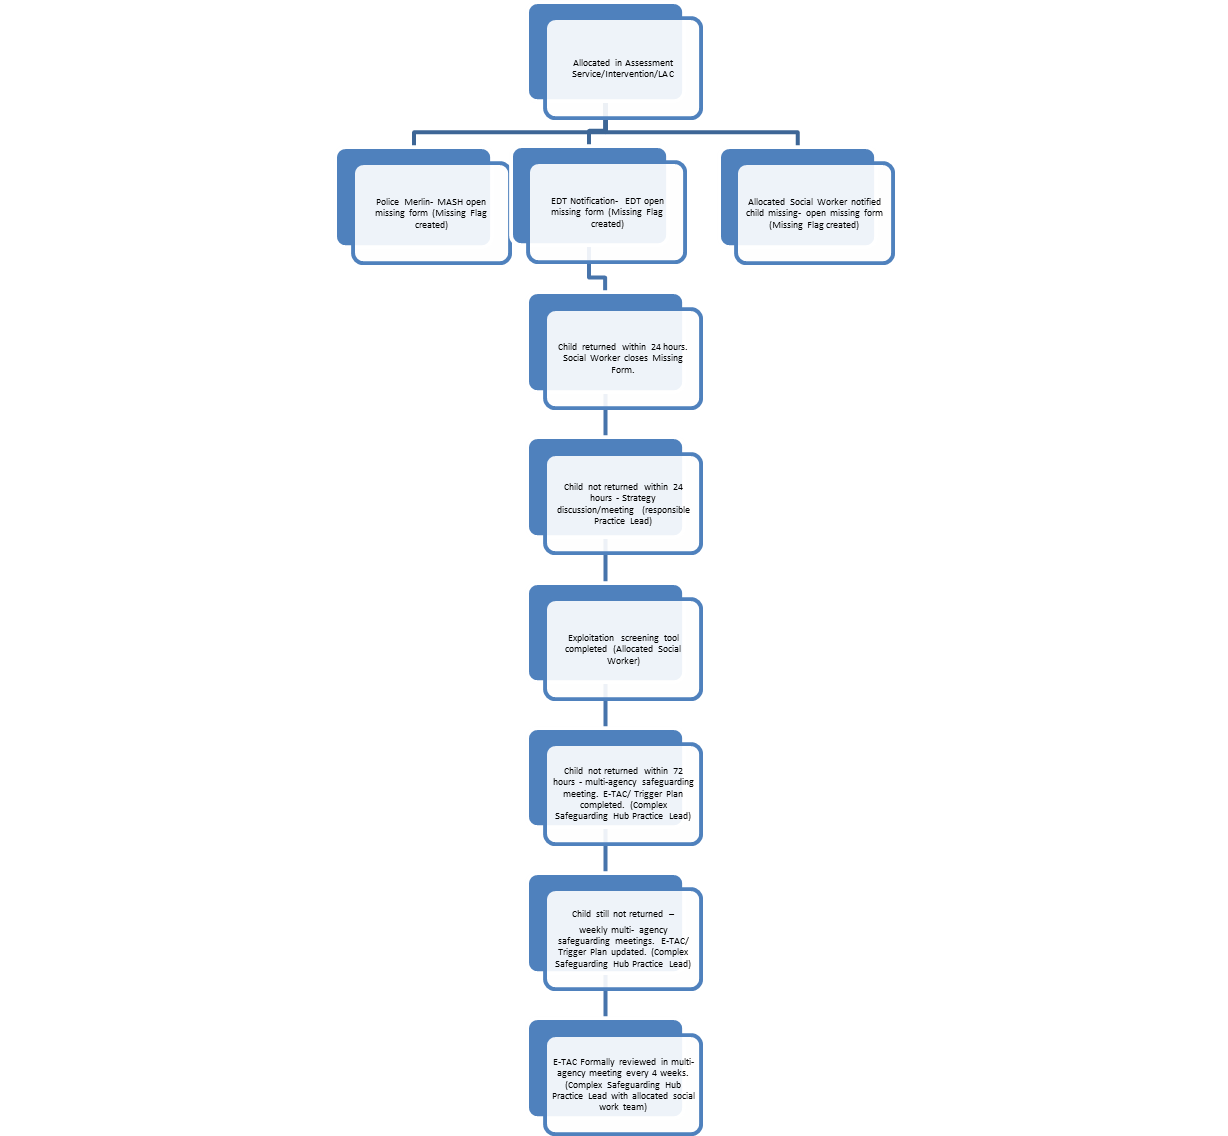 Allocated in Assessment
Service/Intervention/LAC
Police Merlin- MASH open
missing form (Missing Flag
created)
EDT Notification- EDT open
missing form (Missing Flag
created)
Allocated Social Worker notified
child missing- open missing form
(Missing Flag created)
Child returned within 24 hours.
Social Worker closes Missing
Form.
Child not returned within 24
hours - Strategy
discussion/meeting (responsible
Practice Lead)
Exploitation screening tool
completed (Allocated Social
Worker)
Child not returned within 72
hours - multi-agency safeguarding
meeting. E-TAC/ Trigger Plan
completed. (Complex
Safeguarding Hub Practice Lead)
Child still not returned –
weekly multi- agency
safeguarding meetings. E-TAC/
Trigger Plan updated. (Complex
Safeguarding Hub Practice Lead)
E-TAC Formally reviewed in multi-
agency meeting every 4 weeks.
(Complex Safeguarding Hub
Practice Lead with allocated social
work team)